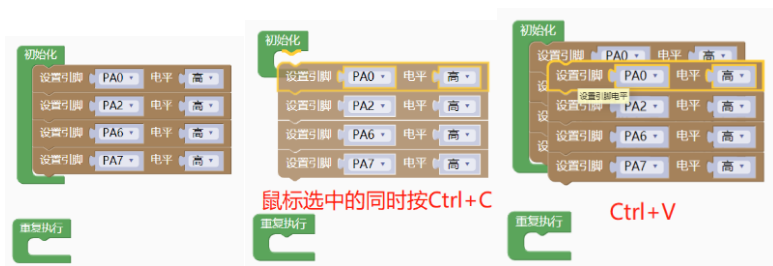 初始化
设置引脚 PA0 电平 高
设置引脚 PA2 电平 高
设置引脚 PA6 电平 高
设置引脚 PA7 电平 高
重复执行
初始化
设置引脚 PA0 电平 高
设置引脚 PA2 电平 高
设置引脚 PA6 电平 高
设置引脚 PA7 电平 高
鼠标选中的同时按Ctrl+C
重复执行
初始化
设置引脚 PA0 电平 高
设置引脚 PA0 电平 高
设置引脚电平
设置引脚 PA2 电平 高
设置引脚 PA6 电平 高
设置引脚 PA7 电平 高
Ctrl+V
重复执行